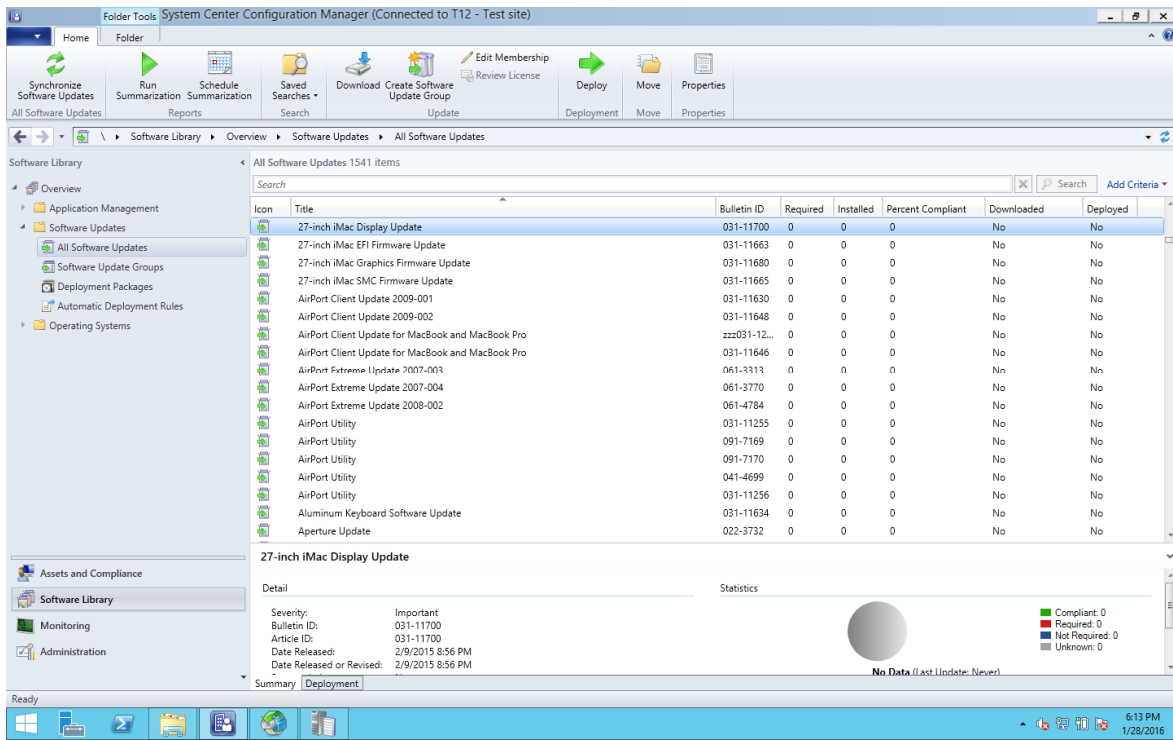 Folder Tools System Center Configuration Manager (Connected to T12 - Test site)
Home Folder
Synchronize Software Updates
Run Summarization
Schedule Summarization
Saved Searches
Download
Create Software Update Group
Edit Membership
Review License
Deploy
Move
Properties
All Software Updates Reports Search Update Deployment Move Properties
\ Software Library Overview Software Updates All Software Updates
Software Library
Overview
Application Management
Software Updates
All Software Updates
Software Update Groups
Deployment Packages
Automatic Deployment Rules
Operating Systems
Assets and Compliance
Software Library
Monitoring
Administration
All Software Updates 1541 items
Search Search Add Criteria
Icon Title Bulletin ID Required Installed Percent Compliant Downloaded Deployed
27-inch iMac Display Update 031-11700 0 0 0 No No
27-inch iMac EFI Firmware Update 031-11663 0 0 0 No No
27-inch iMac Graphics Firmware Update 031-11680 0 0 0 No No
27-inch iMac SMC Firmware Update 031-11665 0 0 0 No No
AirPort Client Update 2009-001 031-11630 0 0 0 No No
AirPort Client Update 2009-002 031-11648 0 0 0 No No
AirPort Client Update for MacBook and MacBook Pro zzz031-12... 0 0 0 No No
AirPort Client Update for MacBook and MacBook Pro 031-11646 0 0 0 No No
AirPort Extreme Update 2007-003 061-3313 0 0 0 No No
AirPort Extreme Update 2007-004 061-3770 0 0 0 No No
AirPort Extreme Update 2008-002 061-4784 0 0 0 No No
AirPort Utility 031-11255 0 0 0 No No
AirPort Utility 091-7169 0 0 0 No No
AirPort Utility 091-7170 0 0 0 No No
AirPort Utility 041-4699 0 0 0 No No
AirPort Utility 031-11256 0 0 0 No No
Aluminum Keyboard Software Update 031-11634 0 0 0 No No
Aperture Update 022-3732 0 0 0 No No
27-inch iMac Display Update
Detail
Severity: Important
Bulletin ID: 031-11700
Article ID: 031-11700
Date Released: 2/9/2015 8:56 PM
Date Released or Revised: 2/9/2015 8:56 PM
Statistics
Compliant: 0
Required: 0
Not Required: 0
Unknown: 0
No Data (Last Update: Never)
Summary Deployment
Ready
6:13 PM
1/28/2016